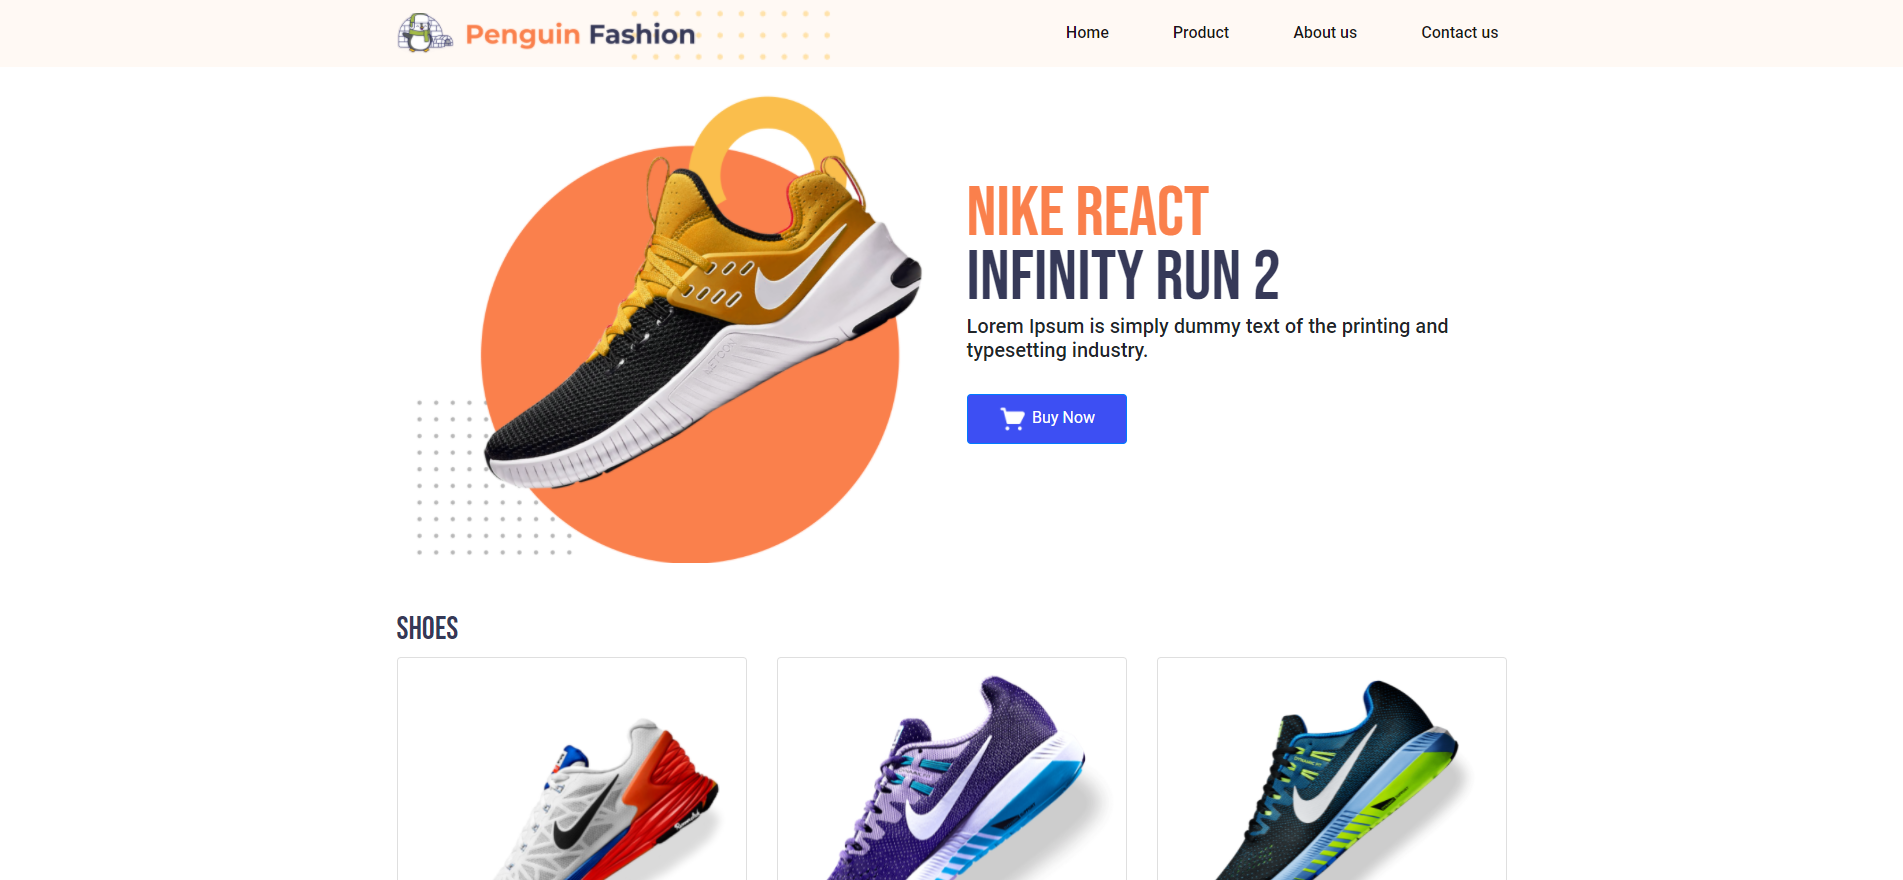 Penguin Fashion
Home
Product
About us
Contact us
NIKE REACT
INFINITY RUN 2
Lorem Ipsum is simply dummy text of the printing and
typesetting industry.
Buy Now
SHOES